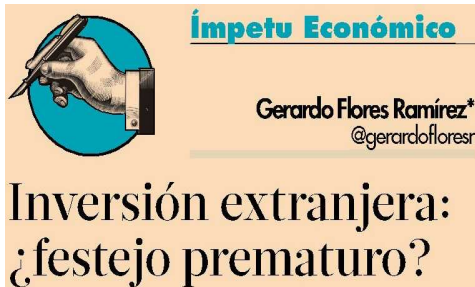 Ímpetu Económico
Gerardo Flores Ramírez*
@gerardofloresr
Inversión extranjera:
¿festejo prematuro?